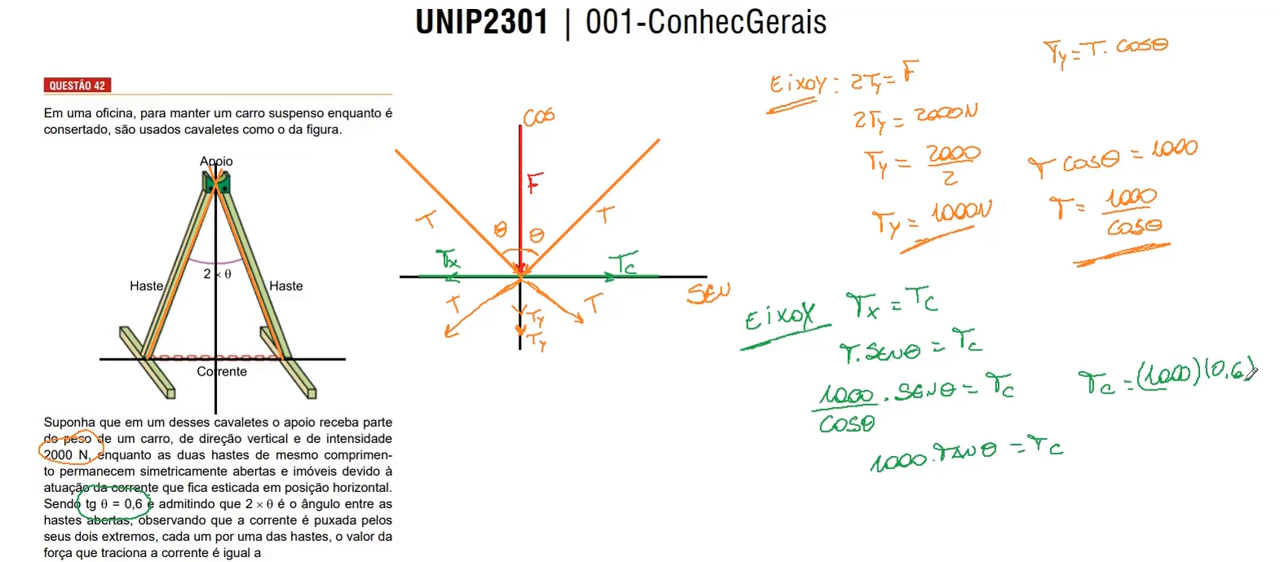 UNIP2301 | 001-ConhecGerais
QUESTÃO 42
Em uma oficina, para manter um carro suspenso enquanto é
consertado, são usados cavaletes como o da figura.
Apoio
2 × θ
Haste
Haste
Corrente
Suponha que em um desses cavaletes o apoio receba parte
do peso de um carro, de direção vertical e de intensidade
2000 N, enquanto as duas hastes de mesmo comprimen-
to permanecem simetricamente abertas e imóveis devido à
atuação da corrente que fica esticada em posição horizontal.
Sendo tg θ = 0,6 e admitindo que 2 × θ é o ângulo entre as
hastes abertas, observando que a corrente é puxada pelos
seus dois extremos, cada um por uma das hastes, o valor da
força que traciona a corrente é igual a
COS
F
T
T
θ
θ
Tx
Tc
SEN
T
T
Ty
Ty
EixoY: 2Ty = F
2Ty = 2000N
Ty = 2000
2
Ty = 1000N
Ty = T. COSθ
T COSθ = 1000
T = 1000
COSθ
EixoX
Tx = Tc
T. SENθ = Tc
1000 . SENθ = Tc
COSθ
1000. TANθ = Tc
Tc = (1000)(0,6)